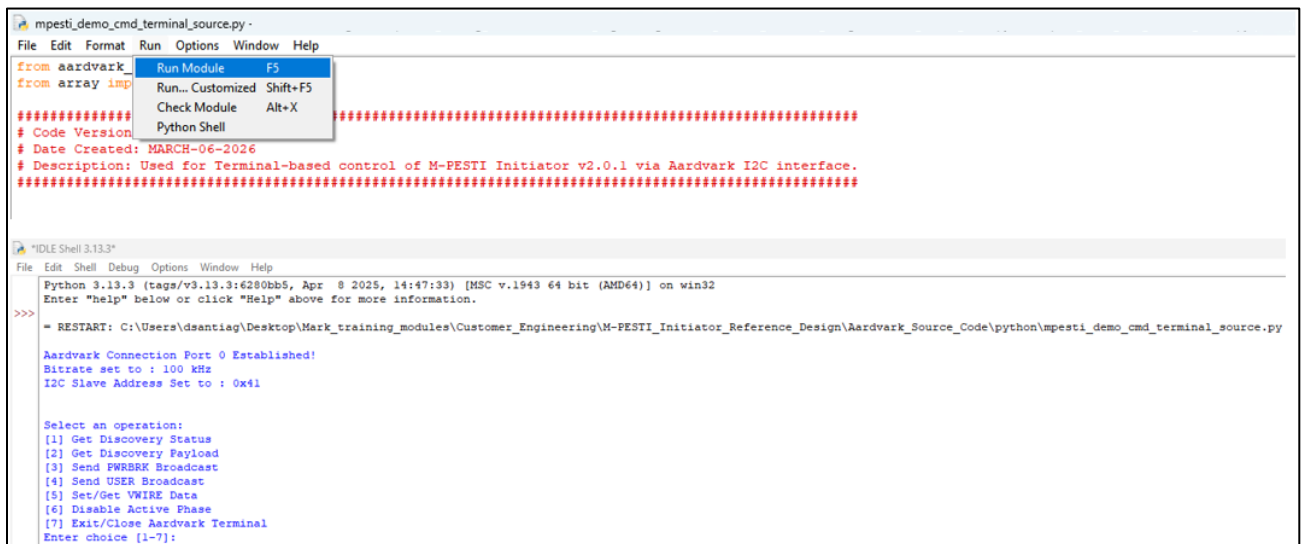 mpesti_demo_cmd_terminal_source.py -
File Edit Format Run Options Window Help
from aardvark_
from array imp
Run Module F5
Run... Customized Shift+F5
Check Module Alt+X
Python Shell
##########################################################################################
# Code Version
# Date Created: MARCH-06-2026
# Description: Used for Terminal-based control of M-PESTI Initiator v2.0.1 via Aardvark I2C interface.
##########################################################################################
*IDLE Shell 3.13.3*
File Edit Shell Debug Options Window Help
Python 3.13.3 (tags/v3.13.3:6280bb5, Apr 8 2025, 14:47:33) [MSC v.1943 64 bit (AMD64)] on win32
Enter "help" below or click "Help" above for more information.
>>>
= RESTART: C:\Users\dsantiag\Desktop\Mark_training_modules\Customer_Engineering\M-PESTI_Initiator_Reference_Design\Aardvark_Source_Code\python\mpesti_demo_cmd_terminal_source.py
Aardvark Connection Port 0 Established!
Bitrate set to : 100 kHz
I2C Slave Address Set to : 0x41
Select an operation:
[1] Get Discovery Status
[2] Get Discovery Payload
[3] Send PWRBRK Broadcast
[4] Send USER Broadcast
[5] Set/Get VWIRE Data
[6] Disable Active Phase
[7] Exit/Close Aardvark Terminal
Enter choice [1-7]: